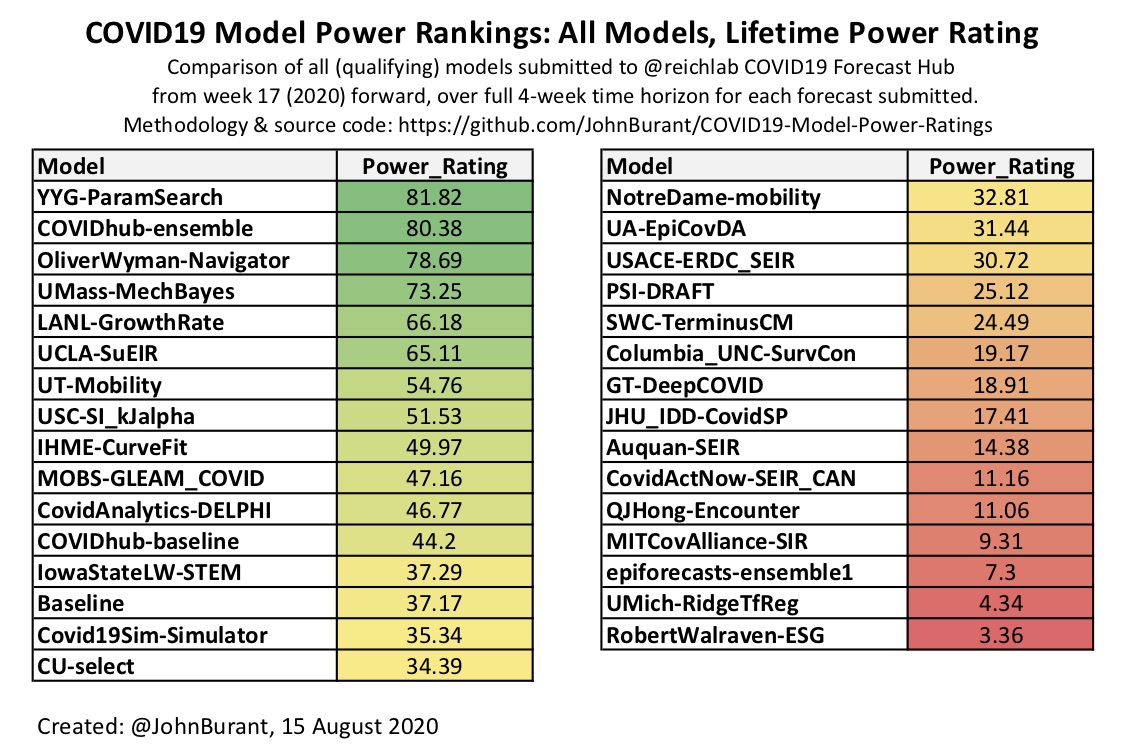 COVID19 Model Power Rankings: All Models, Lifetime Power Rating
Comparison of all (qualifying) models submitted to @reichlab COVID19 Forecast Hub
from week 17 (2020) forward, over full 4-week time horizon for each forecast submitted.
Methodology & source code: https://github.com/JohnBurant/COVID19-Model-Power-Ratings
Model Power_Rating
YYG-ParamSearch 81.82
COVIDhub-ensemble 80.38
OliverWyman-Navigator 78.69
UMass-MechBayes 73.25
LANL-GrowthRate 66.18
UCLA-SuEIR 65.11
UT-Mobility 54.76
USC-SI_kJalpha 51.53
IHME-CurveFit 49.97
MOBS-GLEAM_COVID 47.16
CovidAnalytics-DELPHI 46.77
COVIDhub-baseline 44.2
IowaStateLW-STEM 37.29
Baseline 37.17
Covid19Sim-Simulator 35.34
CU-select 34.39
Model Power_Rating
NotreDame-mobility 32.81
UA-EpiCovDA 31.44
USACE-ERDC_SEIR 30.72
PSI-DRAFT 25.12
SWC-TerminusCM 24.49
Columbia_UNC-SurvCon 19.17
GT-DeepCOVID 18.91
JHU_IDD-CovidSP 17.41
Auquan-SEIR 14.38
CovidActNow-SEIR_CAN 11.16
QJHong-Encounter 11.06
MITCovAlliance-SIR 9.31
epiforecasts-ensemble1 7.3
UMich-RidgeTfReg 4.34
RobertWalraven-ESG 3.36
Created: @JohnBurant, 15 August 2020